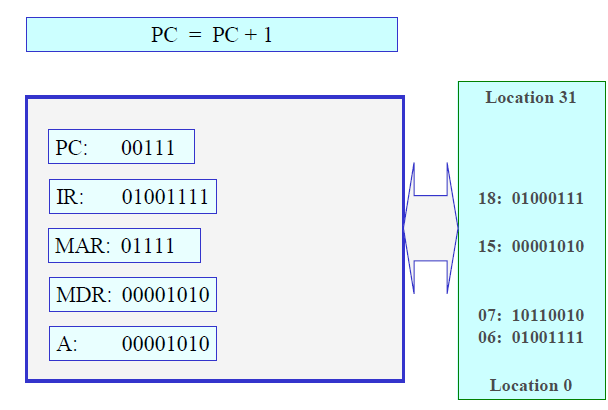 PC = PC + 1
PC: 00111
IR: 01001111
MAR: 01111
MDR: 00001010
A: 00001010
Location 31
18: 01000111
15: 00001010
07: 10110010
06: 01001111
Location 0